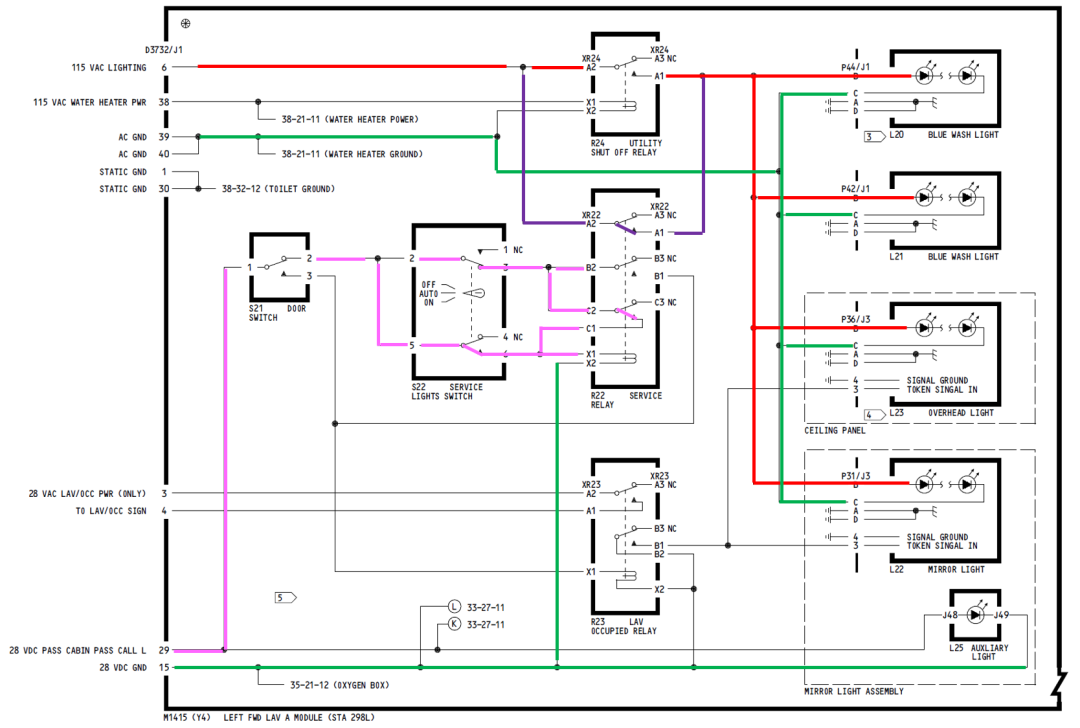 D3732/J1
115 VAC LIGHTING 6
115 VAC WATER HEATER PWR 38
38-21-11 (WATER HEATER POWER)
AC GND 39
AC GND 40
38-21-11 (WATER HEATER GROUND)
STATIC GND 1
STATIC GND 30
38-32-12 (TOILET GROUND)
XR24 XR24
A2 A3 NC
A1
X1
X2
R24 UTILITY
SHUT OFF RELAY
1 2
3
S21 DOOR
SWITCH
2 1 NC
3
OFF
AUTO
ON
5 4 NC
6
S22 SERVICE
LIGHTS SWITCH
XR22 XR22
A2 A3 NC
A1
B2 B3 NC
B1
C2 C3 NC
C1
X1
X2
R22 SERVICE
RELAY
28 VAC LAV/OCC PWR (ONLY) 3
TO LAV/OCC SIGN 4
XR23 XR23
A2 A3 NC
A1
B3 NC
B1
B2
X1
X2
R23 LAV
OCCUPIED RELAY
5
L 33-27-11
K 33-27-11
28 VDC PASS CABIN PASS CALL L 29
28 VDC GND 15
35-21-12 (OXYGEN BOX)
P44/J1
B
C
A
D
3 L20 BLUE WASH LIGHT
P42/J1
B
C
A
D
L21 BLUE WASH LIGHT
P36/J3
B
C
A
D
4 SIGNAL GROUND
3 TOKEN SINGAL IN
4 L23 OVERHEAD LIGHT
CEILING PANEL
P31/J3
B
C
A
D
4 SIGNAL GROUND
3 TOKEN SINGAL IN
L22 MIRROR LIGHT
J48 J49
L25 AUXLIARY
LIGHT
MIRROR LIGHT ASSEMBLY
M1415 (Y4) LEFT FWD LAV A MODULE (STA 298L)